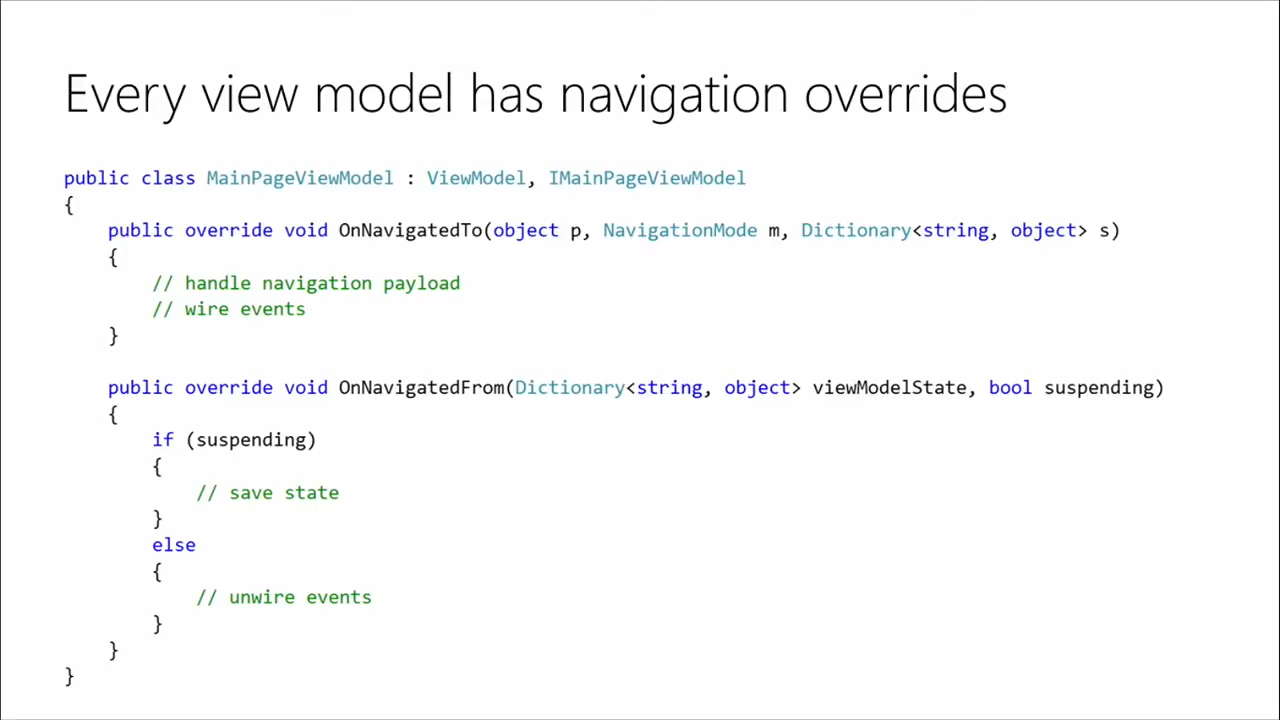 Every view model has navigation overrides
public class MainPageViewModel : ViewModel, IMainPageViewModel
{
    public override void OnNavigatedTo(object p, NavigationMode m, Dictionary<string, object> s)
    {
        // handle navigation payload
        // wire events
    }

    public override void OnNavigatedFrom(Dictionary<string, object> viewModelState, bool suspending)
    {
        if (suspending)
        {
            // save state
        }
        else
        {
            // unwire events
        }
    }
}